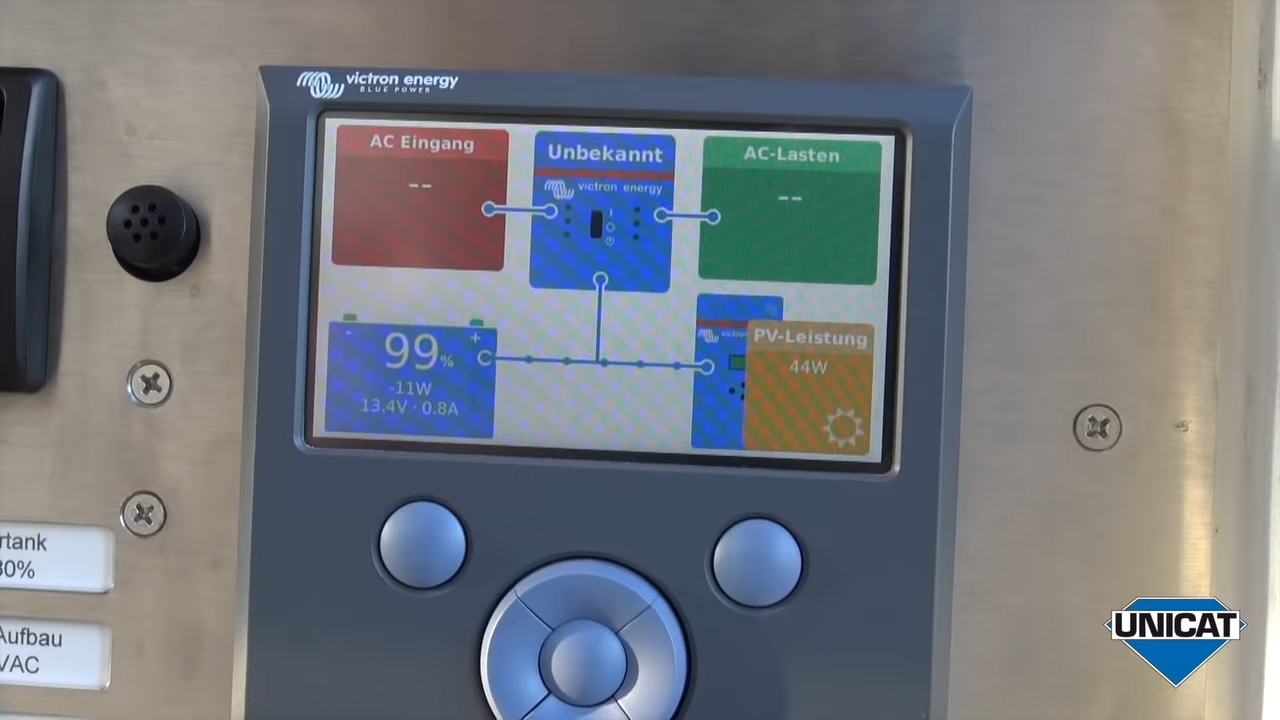 victron energy
BLUE POWER
AC Eingang
--
Unbekannt
victron energy
AC-Lasten
--
99%
-11W
13.4V · 0.8A
- +
PV-Leistung
44W
rtank
30%
Aufbau
VAC
UNICAT